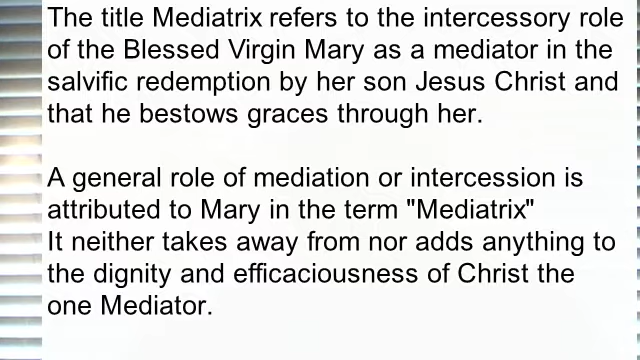 The title Mediatrix refers to the intercessory role
of the Blessed Virgin Mary as a mediator in the
salvific redemption by her son Jesus Christ and
that he bestows graces through her.
A general role of mediation or intercession is
attributed to Mary in the term "Mediatrix"
It neither takes away from nor adds anything to
the dignity and efficaciousness of Christ the
one Mediator.